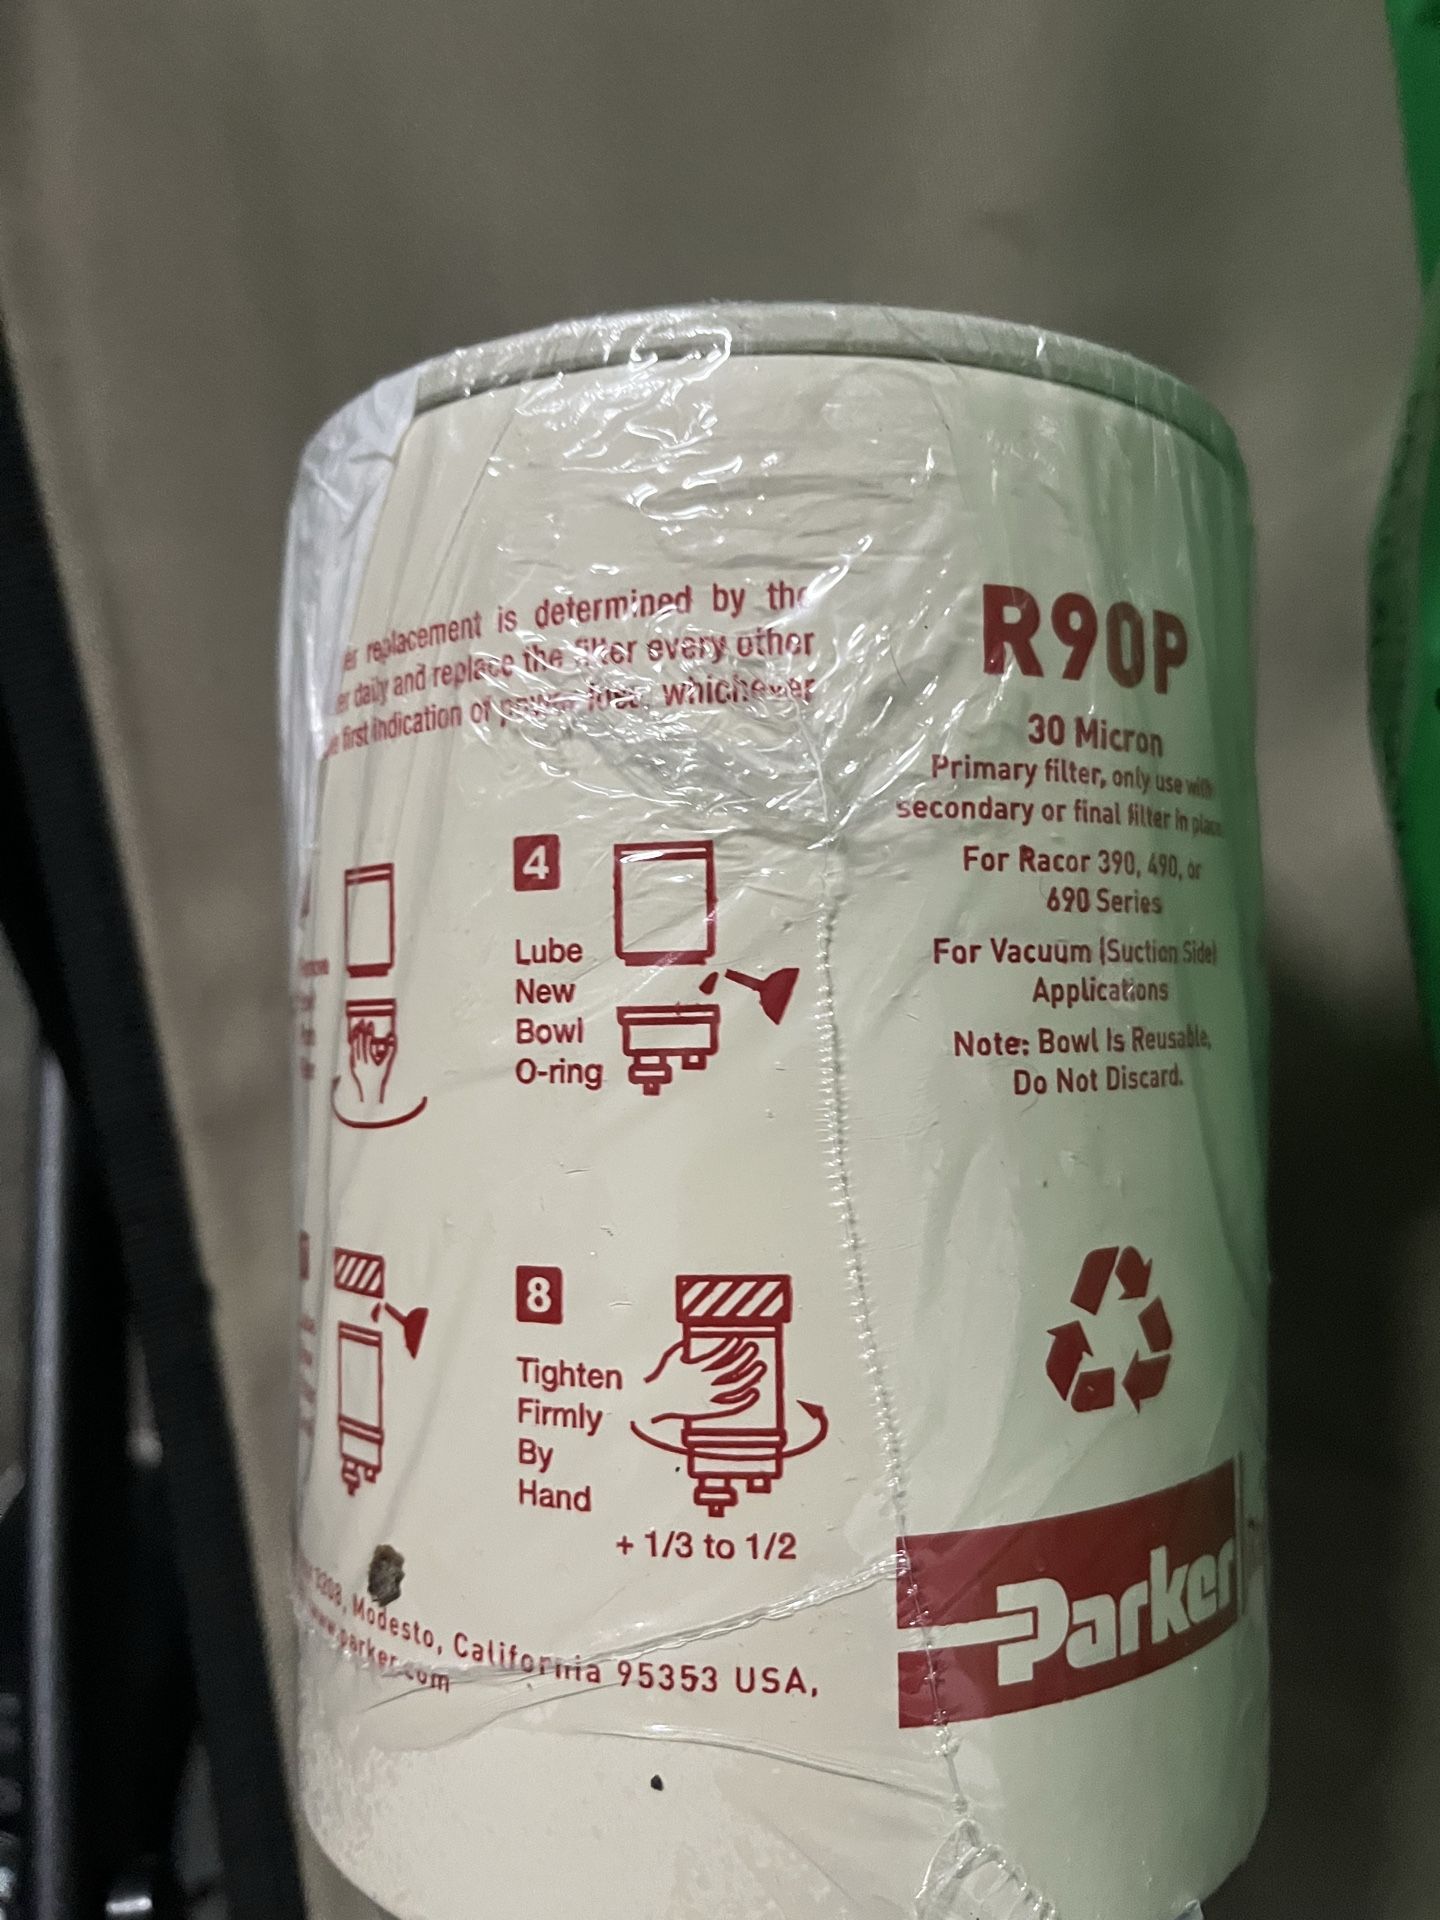 replacement is determined by the
daily and replace the filter every other
first indication of power loss, whichever
4
Lube
New
Bowl
O-ring
8
Tighten
Firmly
By
Hand
+ 1/3 to 1/2
Modesto, California 95353 USA,
www.parker.com
R90P
30 Micron
Primary filter, only use with
secondary or final filter in place
For Racor 390, 490, or
690 Series
For Vacuum (Suction Side)
Applications
Note: Bowl Is Reusable,
Do Not Discard.
Parker